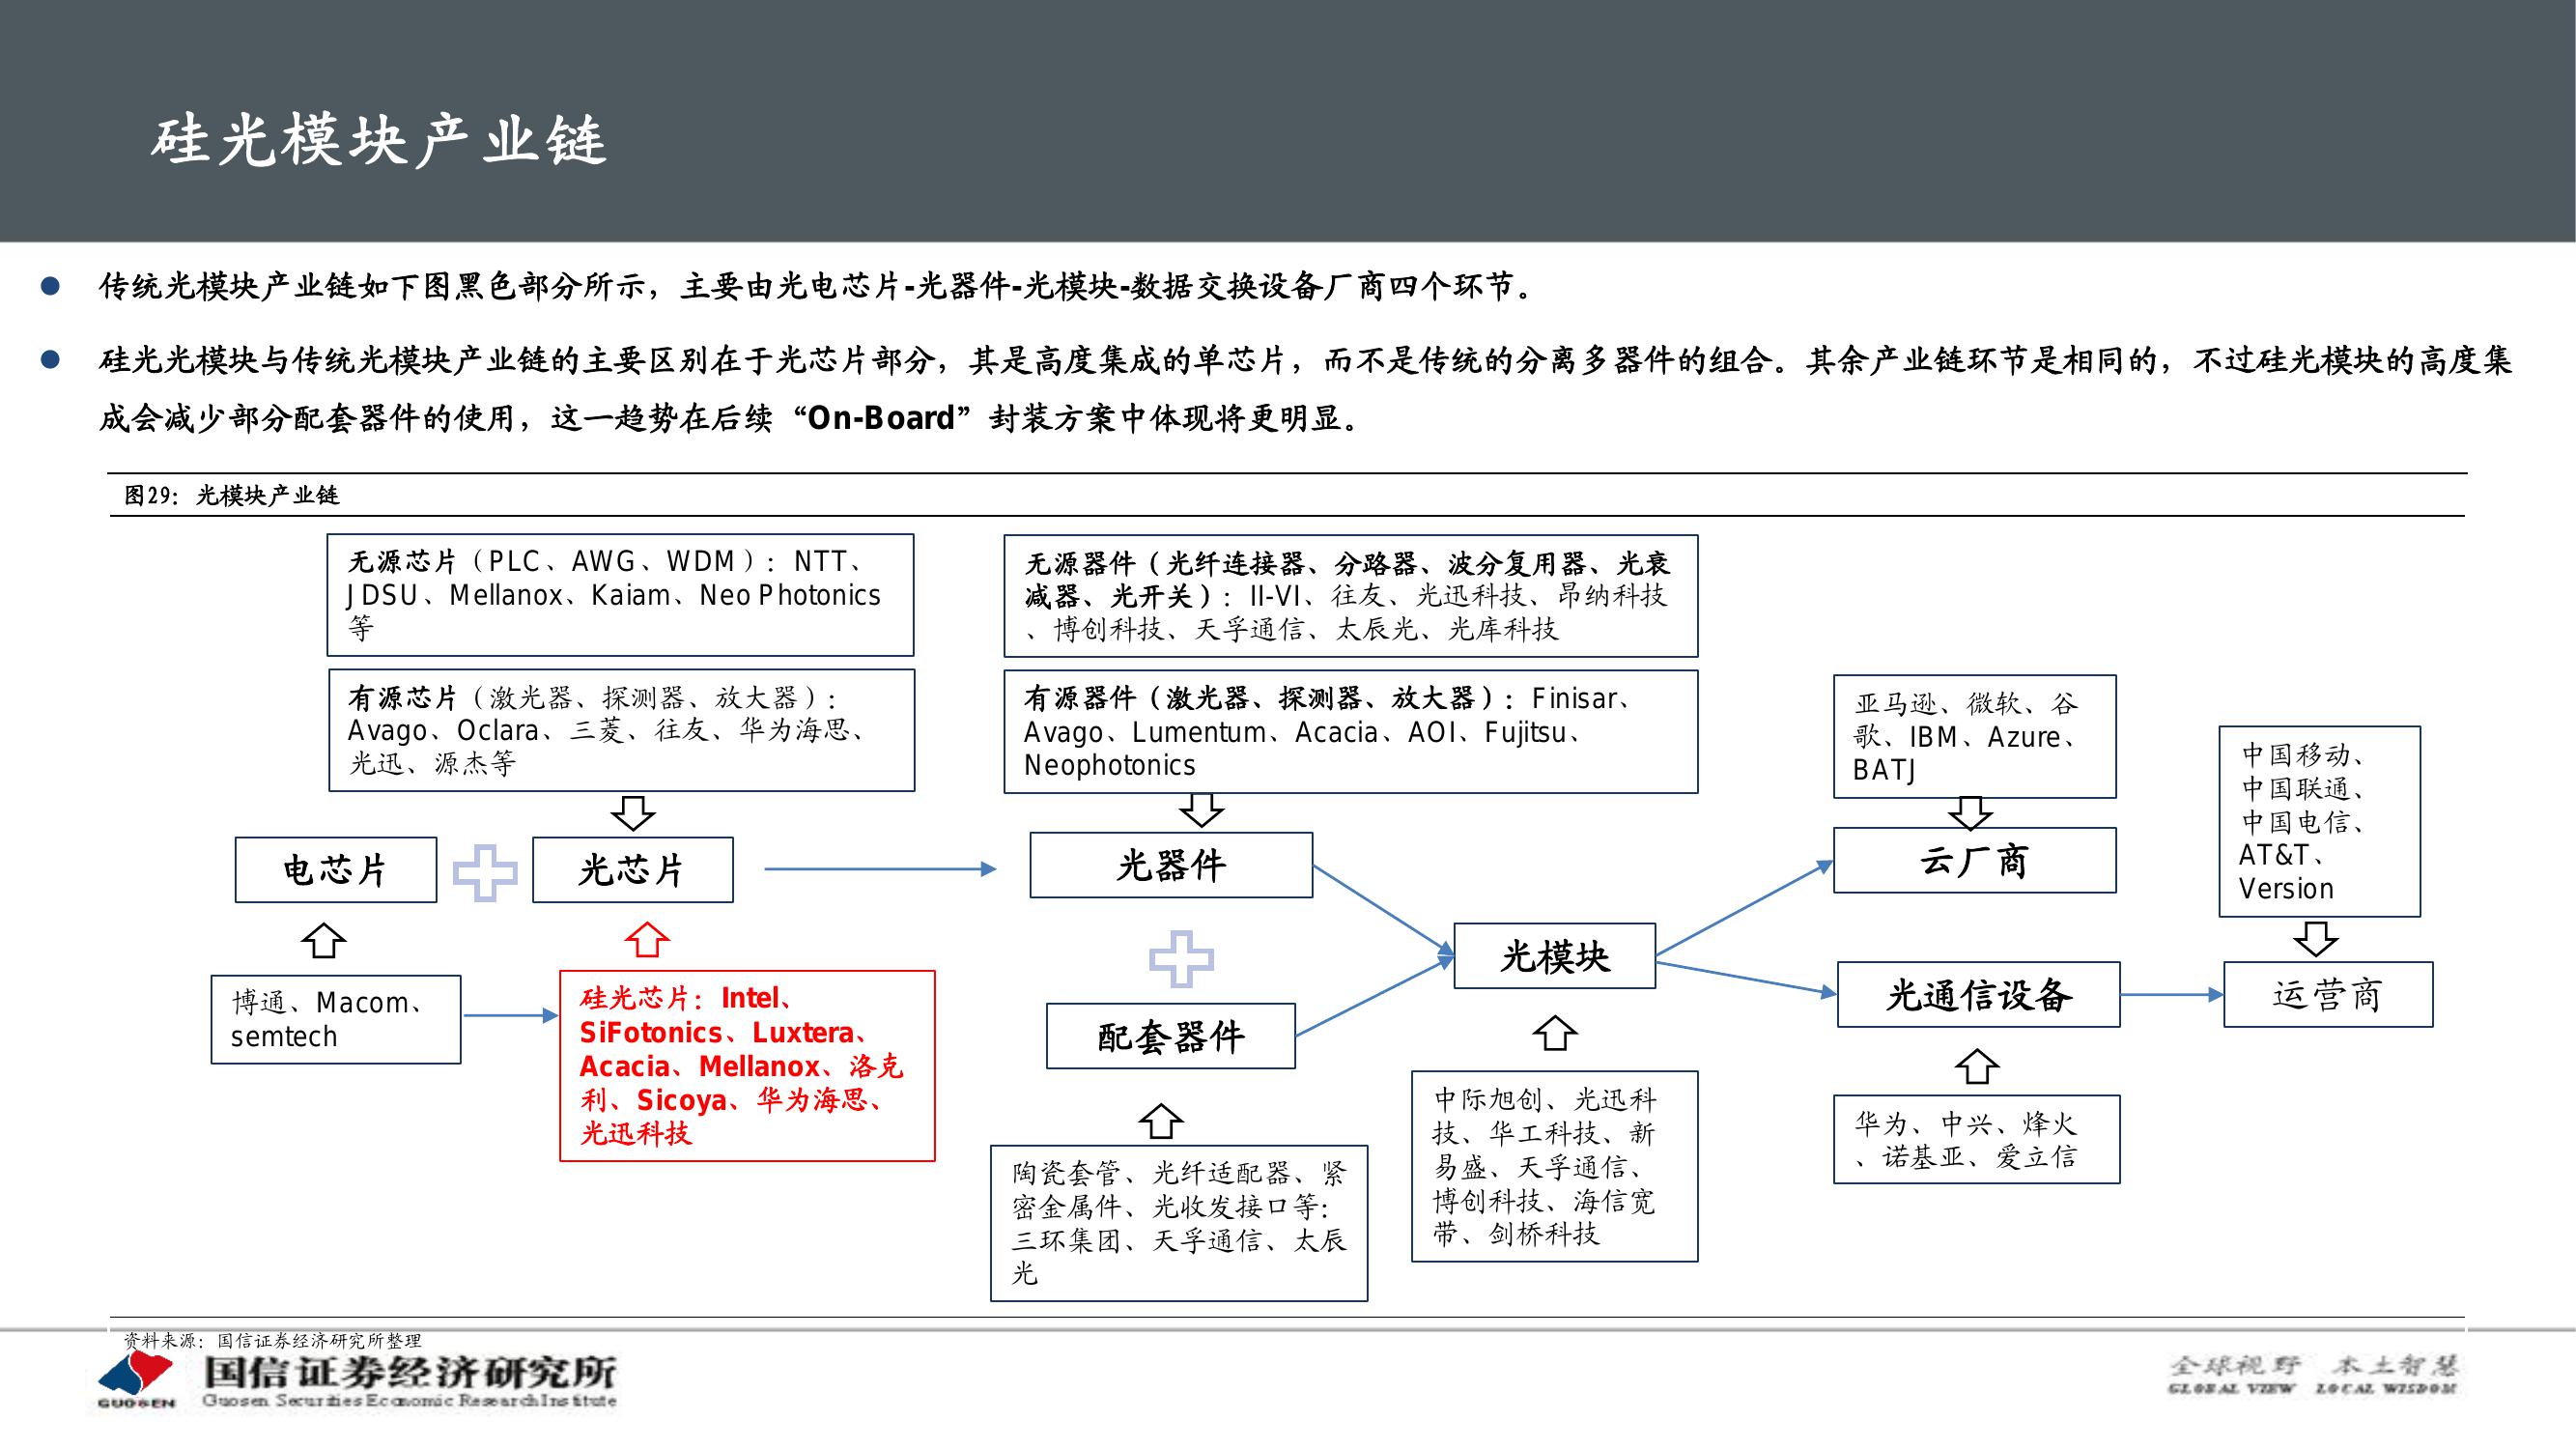 硅光模块产业链
传统光模块产业链如下图黑色部分所示，主要由光电芯片-光器件-光模块-数据交换设备厂商四个环节。
硅光光模块与传统光模块产业链的主要区别在于光芯片部分，其是高度集成的单芯片，而不是传统的分离多器件的组合。其余产业链环节是相同的，不过硅光模块的高度集
成会减少部分配套器件的使用，这一趋势在后续“On-Board”封装方案中体现将更明显。
图29：光模块产业链
无源芯片（PLC、AWG、WDM）：NTT、
JDSU、Mellanox、Kaiam、Neo Photonics
等
有源芯片（激光器、探测器、放大器）：
Avago、Oclara、三菱、往友、华为海思、
光迅、源杰等
无源器件（光纤连接器、分路器、波分复用器、光衰
减器、光开关）：II-VI、往友、光迅科技、昂纳科技
、博创科技、天孚通信、太辰光、光库科技
有源器件（激光器、探测器、放大器）：Finisar、
Avago、Lumentum、Acacia、AOI、Fujitsu、
Neophotonics
亚马逊、微软、谷
歌、IBM、Azure、
BATJ
中国移动、
中国联通、
中国电信、
AT&T、
Version
电芯片
光芯片
光器件
云厂商
光模块
光通信设备
运营商
配套器件
博通、Macom、
semtech
硅光芯片：Intel、
SiFotonics、Luxtera、
Acacia、Mellanox、洛克
利、Sicoya、华为海思、
光迅科技
陶瓷套管、光纤适配器、紧
密金属件、光收发接口等：
三环集团、天孚通信、太辰
光
中际旭创、光迅科
技、华工科技、新
易盛、天孚通信、
博创科技、海信宽
带、剑桥科技
华为、中兴、烽火
、诺基亚、爱立信
资料来源：国信证券经济研究所整理
GUOSEN
国信证券经济研究所
Guosen Securities Economic Research Institute
全球视野 本土智慧
GLOBAL VIEW LOCAL WISDOM